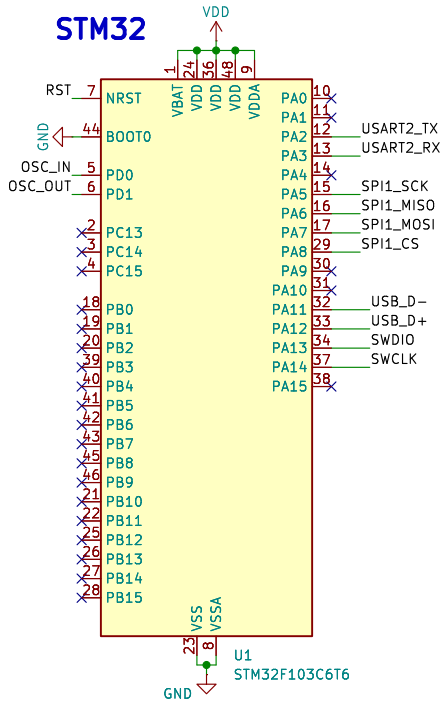 VDD
STM32
1 24 36 48 9
VBAT VDD VDD VDD VDDA
RST 7 NRST PA0 10
PA1 11
GND 44 BOOT0 PA2 12 USART2_TX
PA3 13 USART2_RX
OSC_IN 5 PD0 PA4 14
OSC_OUT 6 PD1 PA5 15 SPI1_SCK
PA6 16 SPI1_MISO
2 PC13 PA7 17 SPI1_MOSI
3 PC14 PA8 29 SPI1_CS
4 PC15 PA9 30
PA10 31
18 PB0 PA11 32 USB_D-
19 PB1 PA12 33 USB_D+
20 PB2 PA13 34 SWDIO
39 PB3 PA14 37 SWCLK
40 PB4 PA15 38
41 PB5
42 PB6
43 PB7
45 PB8
46 PB9
21 PB10
22 PB11
25 PB12
26 PB13
27 PB14
28 PB15
VSS VSSA
23 8
U1
STM32F103C6T6
GND